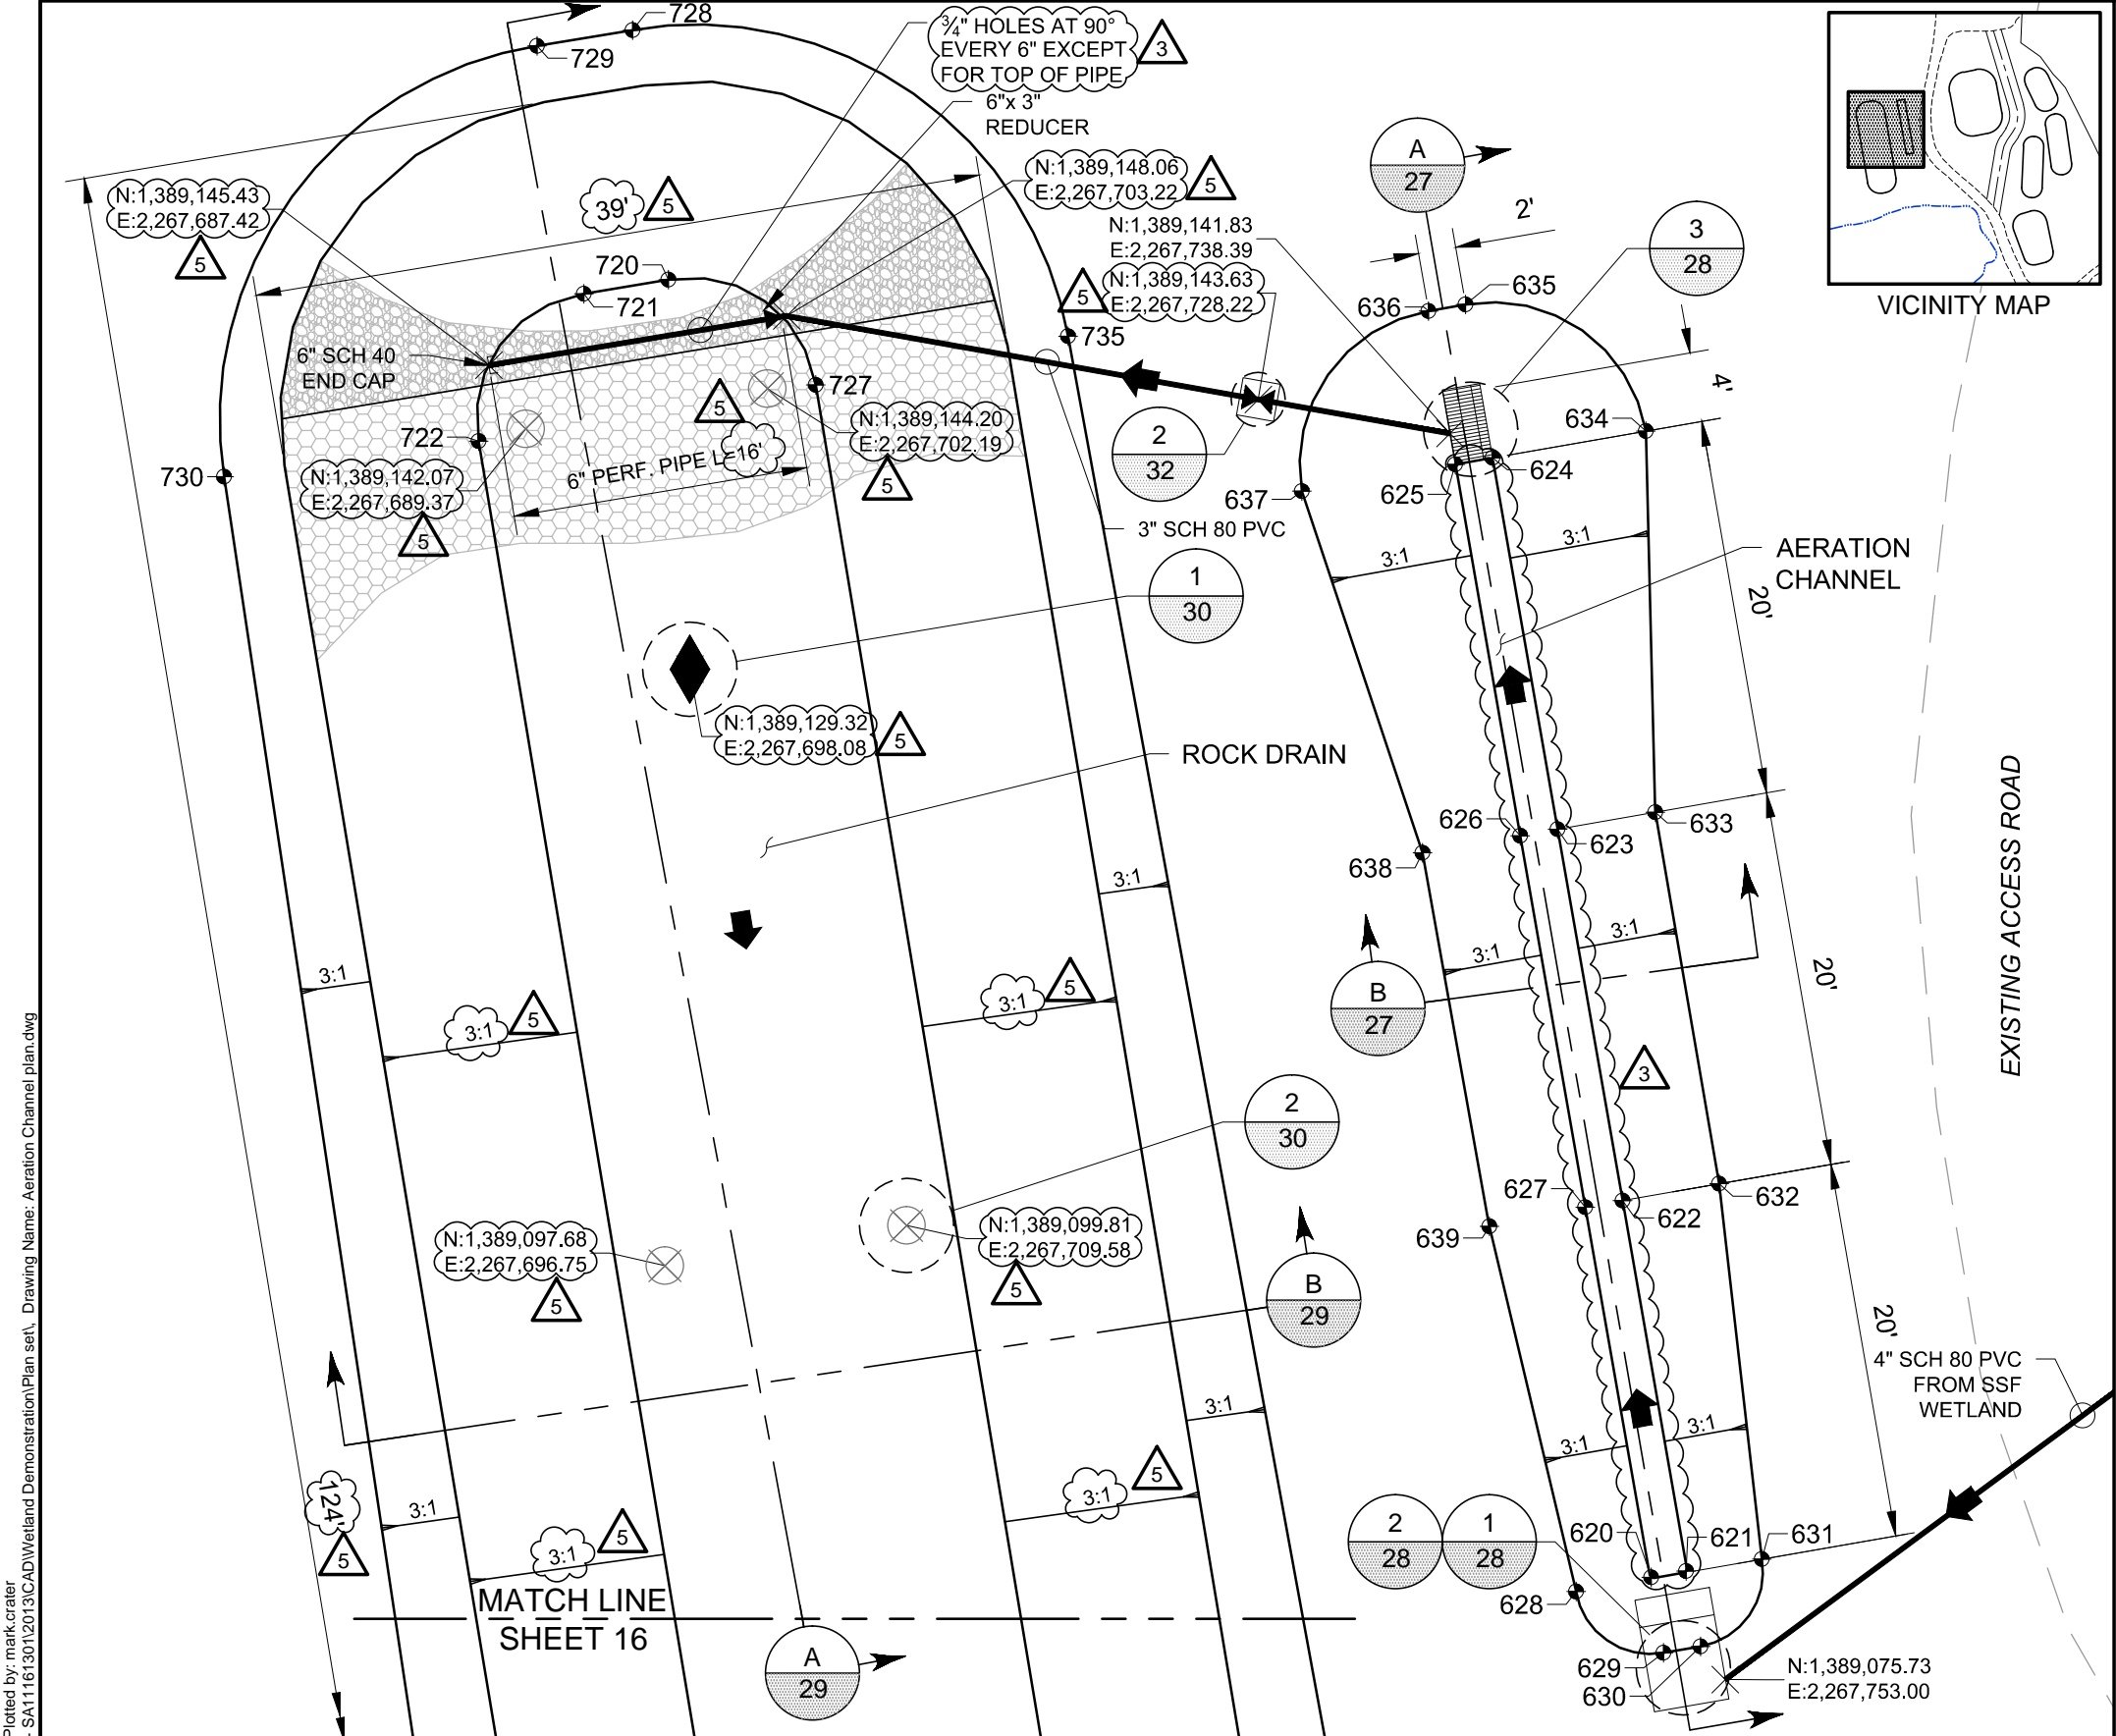 728
729
¾" HOLES AT 90°
EVERY 6" EXCEPT
FOR TOP OF PIPE
3
6"x 3"
REDUCER
VICINITY MAP
A
27
2'
3
28
N:1,389,145.43
E:2,267,687.42
5
39'
5
N:1,389,148.06
E:2,267,703.22
5
N:1,389,141.83
E:2,267,738.39
N:1,389,143.63
E:2,267,728.22
5
720
721
735
636
635
6" SCH 40
END CAP
4'
727
5
N:1,389,144.20
E:2,267,702.19
5
722
730
N:1,389,142.07
E:2,267,689.37
5
6" PERF. PIPE L=16'
2
32
634
624
625
637
3" SCH 80 PVC
3:1
3:1
AERATION
CHANNEL
1
30
20'
N:1,389,129.32
E:2,267,698.08
5
ROCK DRAIN
626
623
633
638
EXISTING ACCESS ROAD
3:1
3:1
3:1
3:1
3:1
5
3:1
5
B
27
20'
3
2
30
627
622
632
639
N:1,389,097.68
E:2,267,696.75
5
N:1,389,099.81
E:2,267,709.58
5
B
29
20'
4" SCH 80 PVC
FROM SSF
WETLAND
3:1
3:1
3:1
124'
5
3:1
3:1
5
3:1
5
2
28
1
28
620
621
631
628
MATCH LINE
SHEET 16
A
29
629
630
N:1,389,075.73
E:2,267,753.00
Plotted by: mark.crater
- SA11161301\2013\CAD\Wetland Demonstration\Plan set\, Drawing Name: Aeration Channel plan.dwg